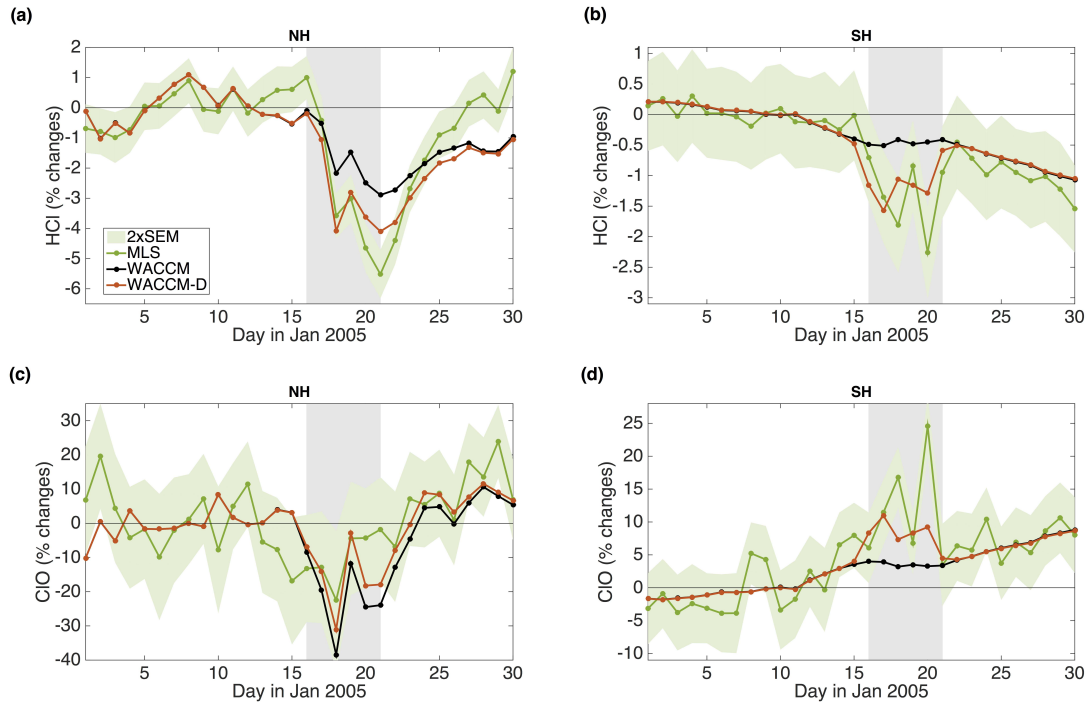 (a)
NH
HCl (% changes)
2
1
0
-1
-2
-3
-4
-5
-6
2xSEM
MLS
WACCM
WACCM-D
5
10
15
20
25
30
Day in Jan 2005
(b)
SH
HCl (% changes)
1
0.5
0
-0.5
-1
-1.5
-2
-2.5
-3
5
10
15
20
25
30
Day in Jan 2005
(c)
NH
ClO (% changes)
30
20
10
0
-10
-20
-30
-40
5
10
15
20
25
30
Day in Jan 2005
(d)
SH
ClO (% changes)
25
20
15
10
5
0
-5
-10
5
10
15
20
25
30
Day in Jan 2005